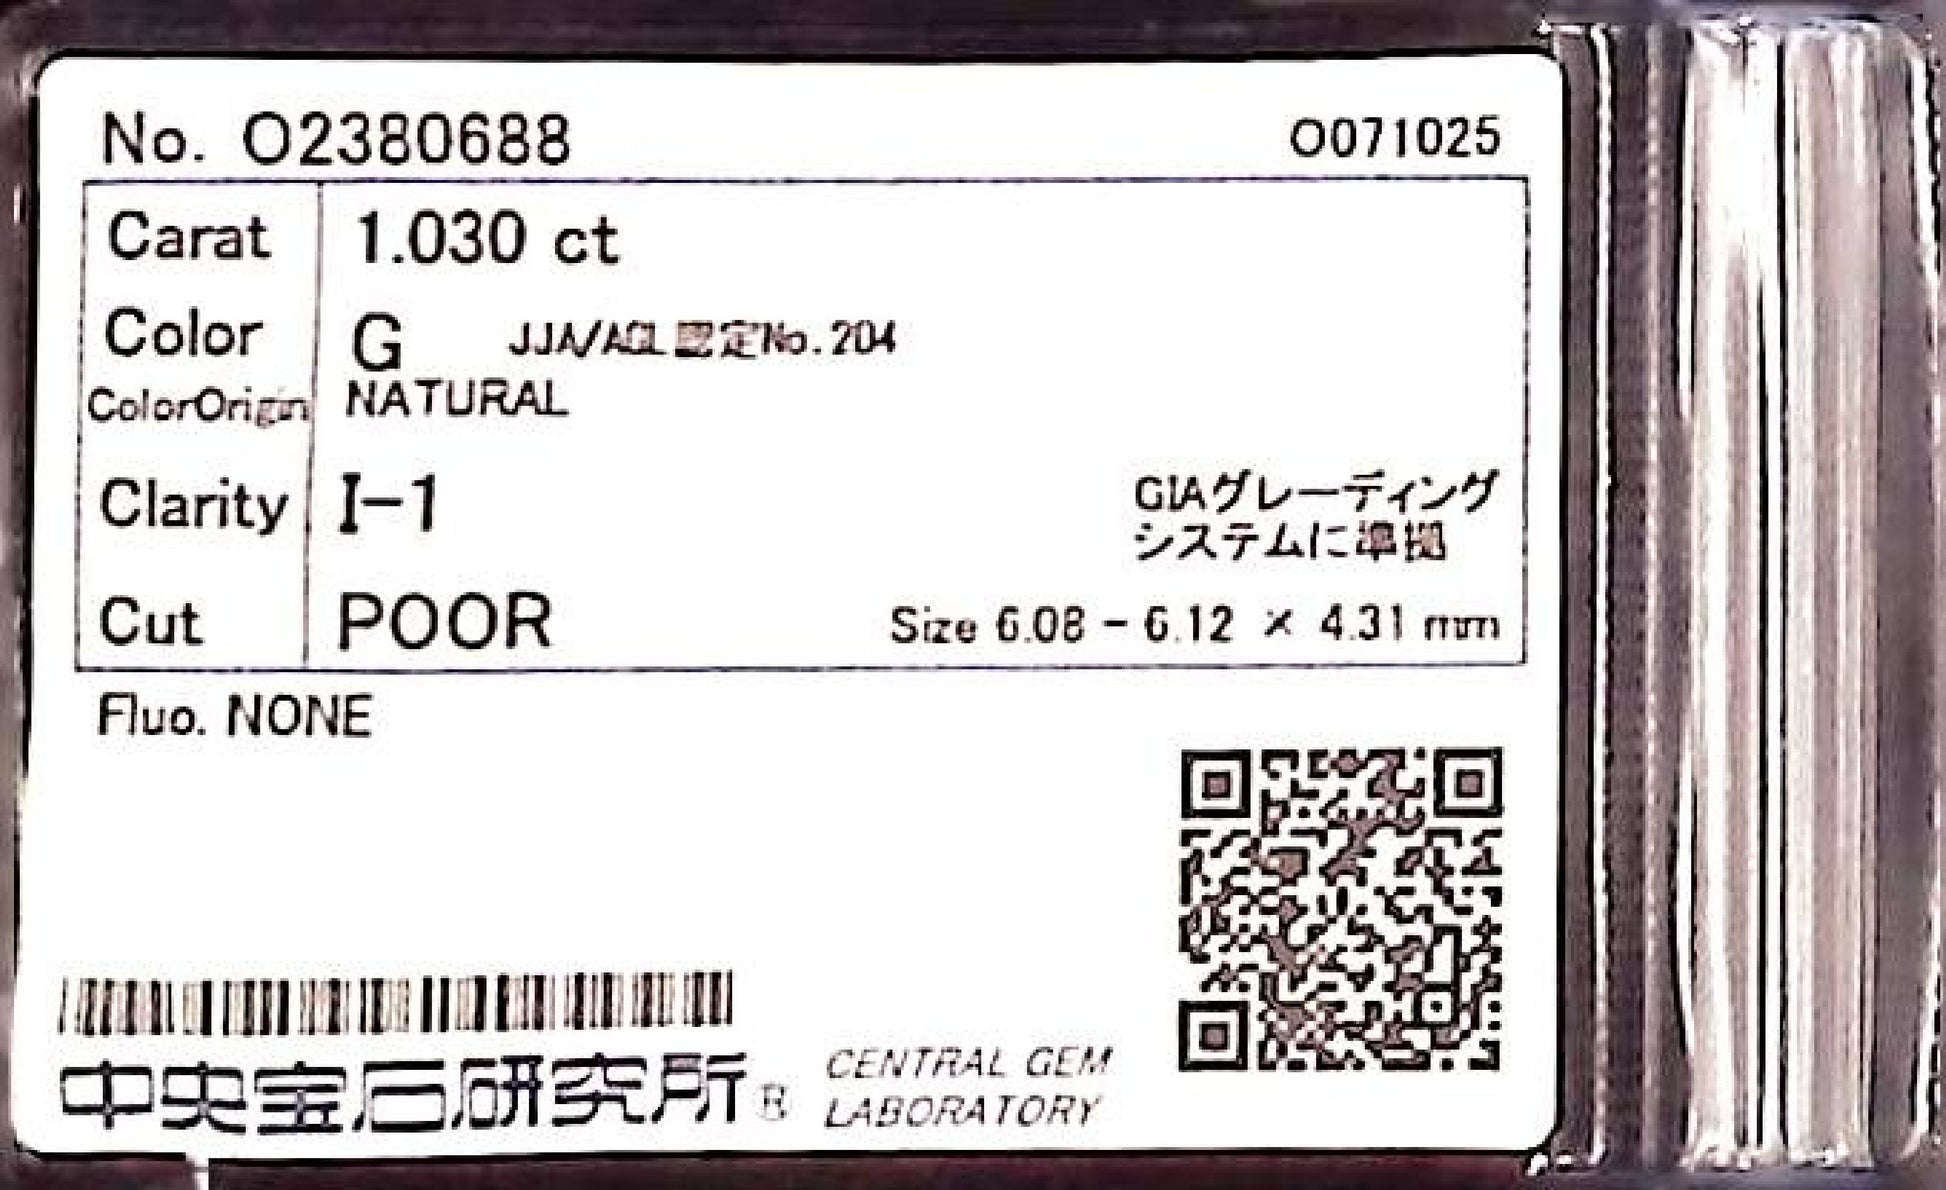 No. O2380688
O071025
Carat 1.030 ct
Color G JJA/AGL認定No.204
ColorOrigin NATURAL
Clarity I-1
GIAグレーディング
システムに準拠
Cut POOR Size 6.08 - 6.12 × 4.31 mm
Fluo. NONE
中央宝石研究所® CENTRAL GEM
LABORATORY